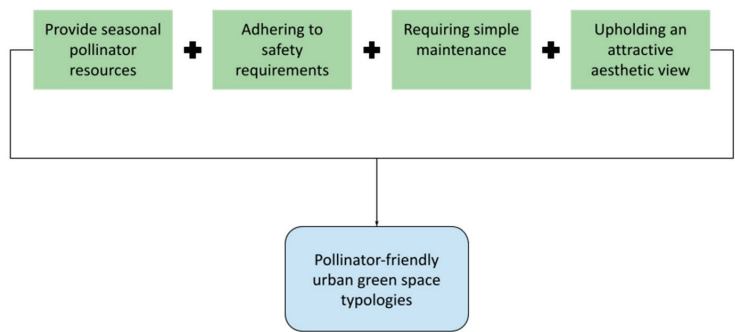 Provide seasonal
pollinator
resources
Adhering to
safety
requirements
Requiring simple
maintenance
Upholding an
attractive
aesthetic view
Pollinator-friendly
urban green space
typologies